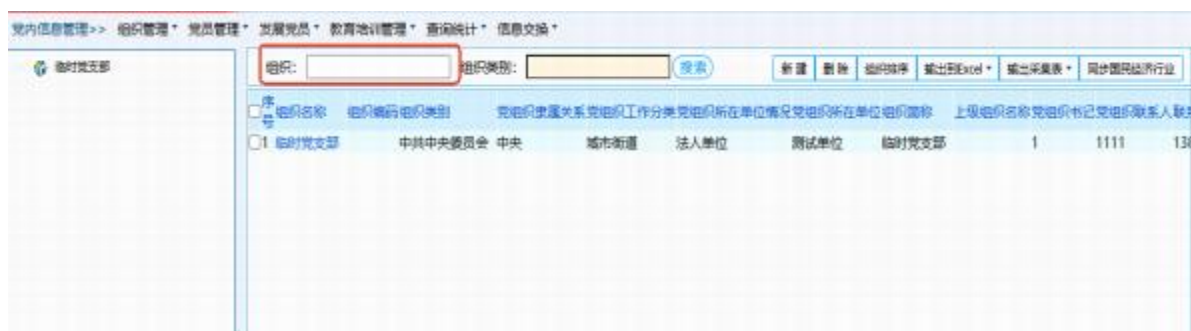 党内信息管理>> 组织管理 党员管理 发展党员 教育培训管理 查询统计 信息交换
临时党支部
组织: 组织类别: 搜索 新建 删除 组织排序 输出到Excel 输出采集表 同步国民经济行业
序号 组织名称 组织编码 组织类别 党组织隶属关系 党组织工作分类 党组织所在单位情况 党组织所在单位 组织简称 上级组织名称 党组织书记 党组织联系人 联系
1 临时党支部 中共中央委员会 中央 城市街道 法人单位 测试单位 临时党支部 1 1111 138